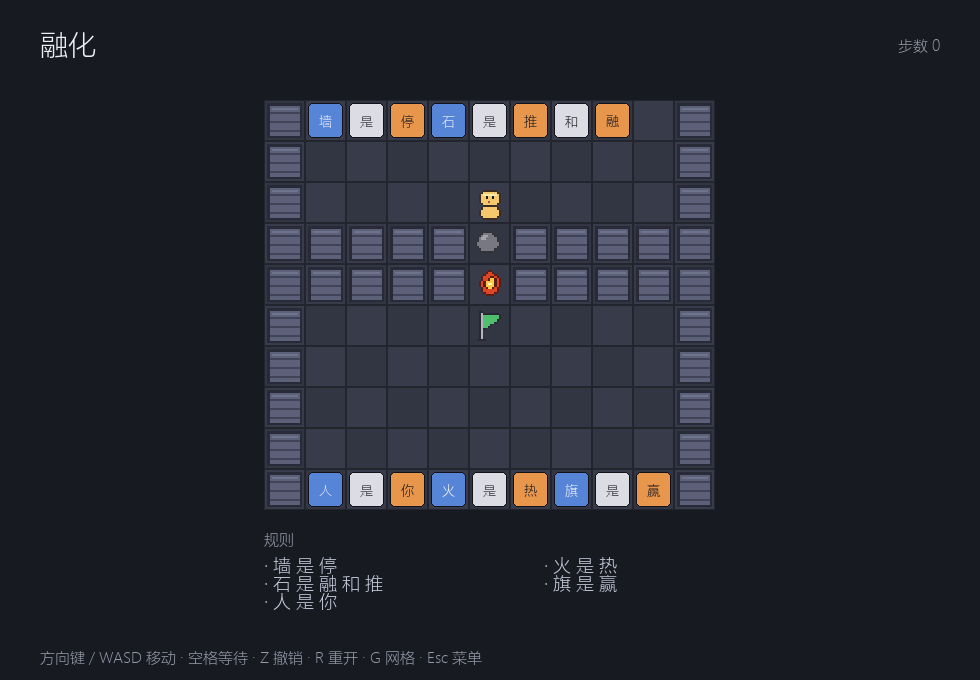 融化
步数 0
墙 是 停 石 是 推 和 融
人 是 你 火 是 热 旗 是 赢
规则
· 墙 是 停
· 石 是 融 和 推
· 人 是 你
· 火 是 热
· 旗 是 赢
方向键 / WASD 移动 · 空格等待 · Z 撤销 · R 重开 · G 网格 · Esc 菜单